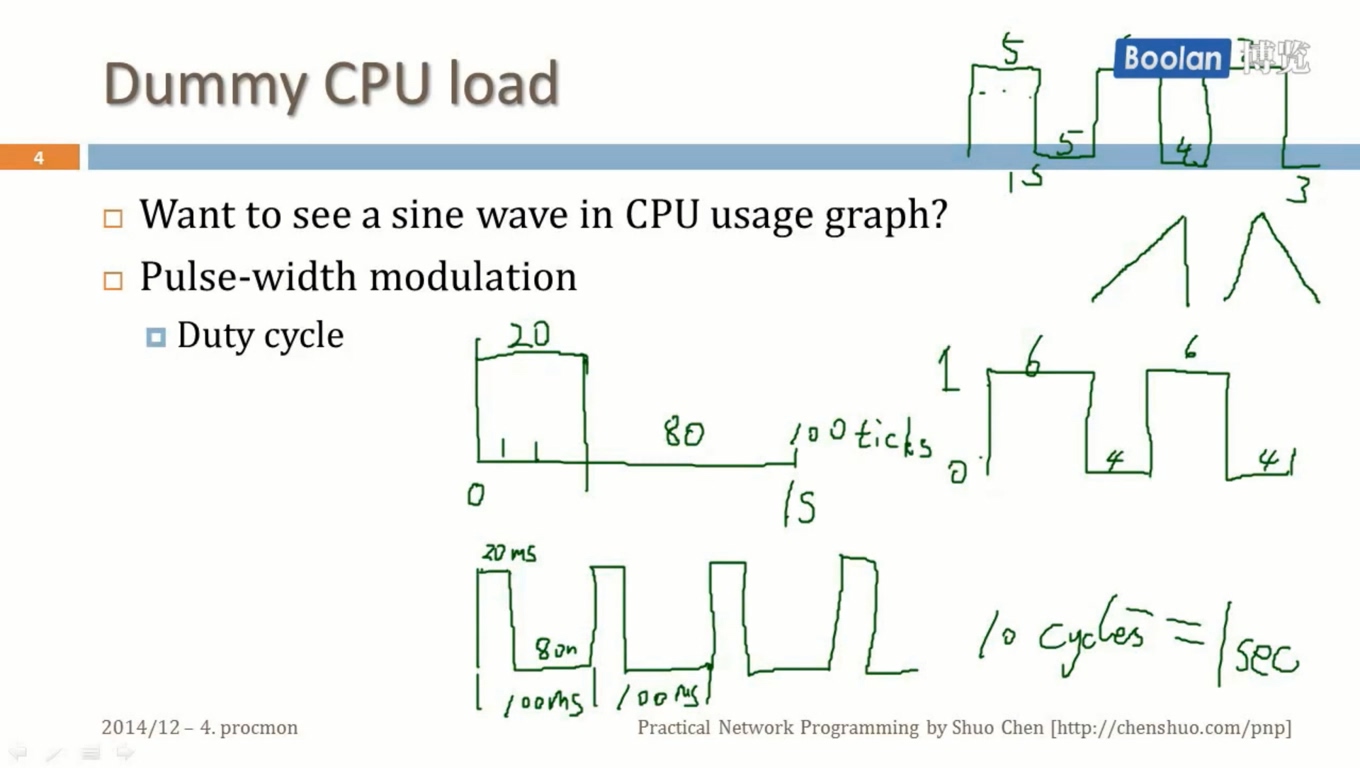 5
Boolan 博览
Dummy CPU load
5
4
4
1S
3
Want to see a sine wave in CPU usage graph?
Pulse-width modulation
Duty cycle
20
1
6
6
80
100 ticks
0
4
4
0
1S
20 ms
80m
10 cycles = 1 sec
100ms
100ms
2014/12 – 4. procmon
Practical Network Programming by Shuo Chen [http://chenshuo.com/pnp]